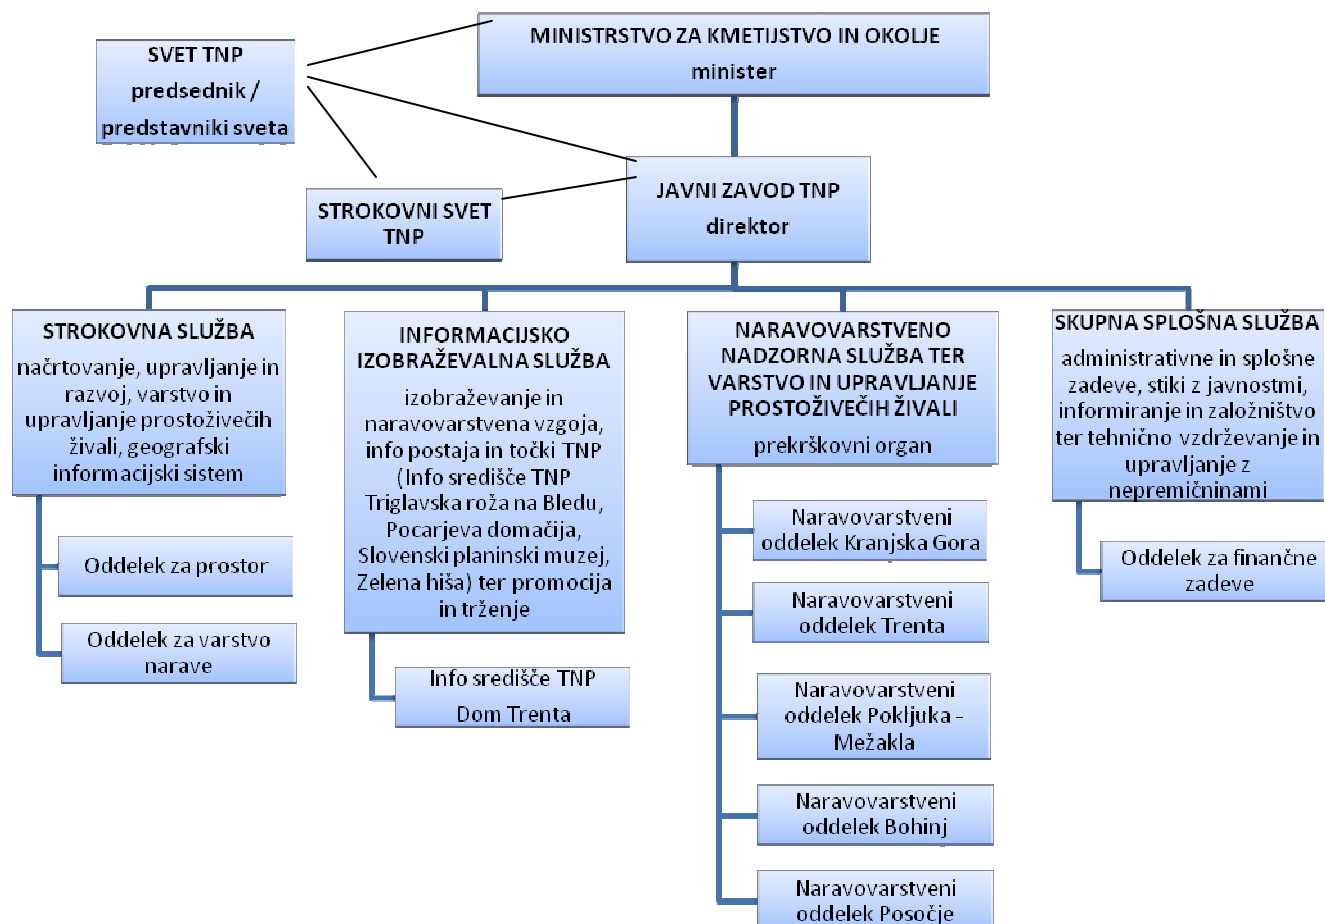 MINISTRSTVO ZA KMETIJSTVO IN OKOLJE
minister
SVET TNP
predsednik /
predstavniki sveta
JAVNI ZAVOD TNP
direktor
STROKOVNI SVET
TNP
STROKOVNA SLUŽBA
načrtovanje, upravljanje in
razvoj, varstvo in
upravljanje prostoživečih
živali, geografski
informacijski sistem
Oddelek za prostor
Oddelek za varstvo
narave
INFORMACIJSKO
IZOBRAŽEVALNA SLUŽBA
izobraževanje in
naravovarstvena vzgoja,
info postaja in točki TNP
(Info središče TNP
Triglavska roža na Bledu,
Pocarjeva domačija,
Slovenski planinski muzej,
Zelena hiša) ter promocija
in trženje
Info središče TNP
Dom Trenta
NARAVOVARSTVENO
NADZORNA SLUŽBA TER
VARSTVO IN UPRAVLJANJE
PROSTOŽIVEČIH ŽIVALI
prekrškovni organ
Naravovarstveni
oddelek Kranjska Gora
Naravovarstveni
oddelek Trenta
Naravovarstveni
oddelek Pokljuka -
Mežakla
Naravovarstveni
oddelek Bohinj
Naravovarstveni
oddelek Posočje
SKUPNA SPLOŠNA SLUŽBA
administrativne in splošne
zadeve, stiki z javnostmi,
informiranje in založništvo
ter tehnično vzdrževanje in
upravljanje z
nepremičninami
Oddelek za finančne
zadeve